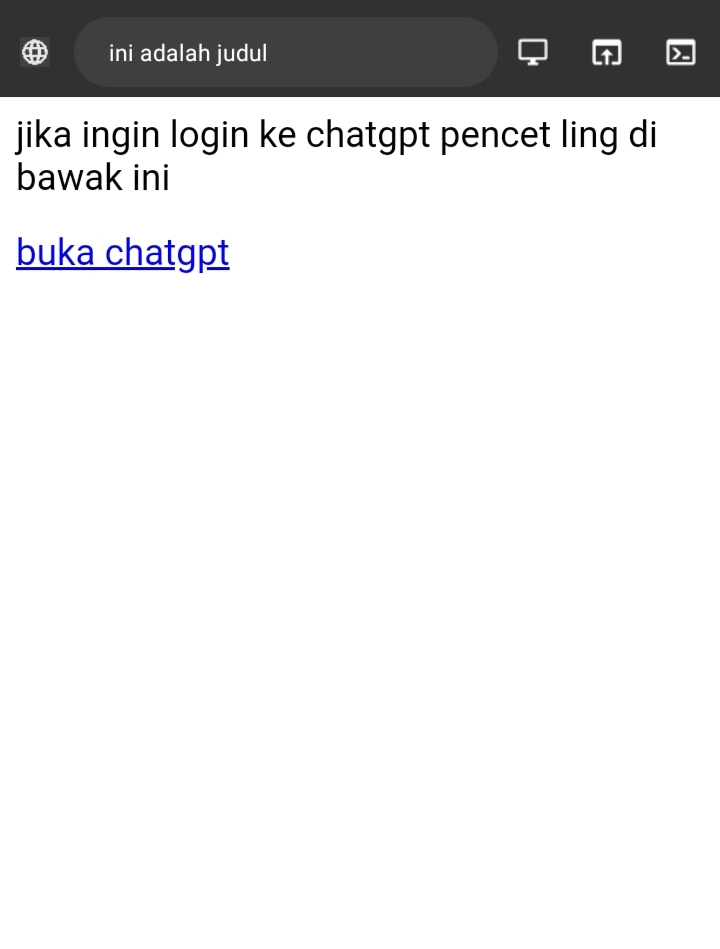 ini adalah judul
jika ingin login ke chatgpt pencet ling di
bawak ini
buka chatgpt